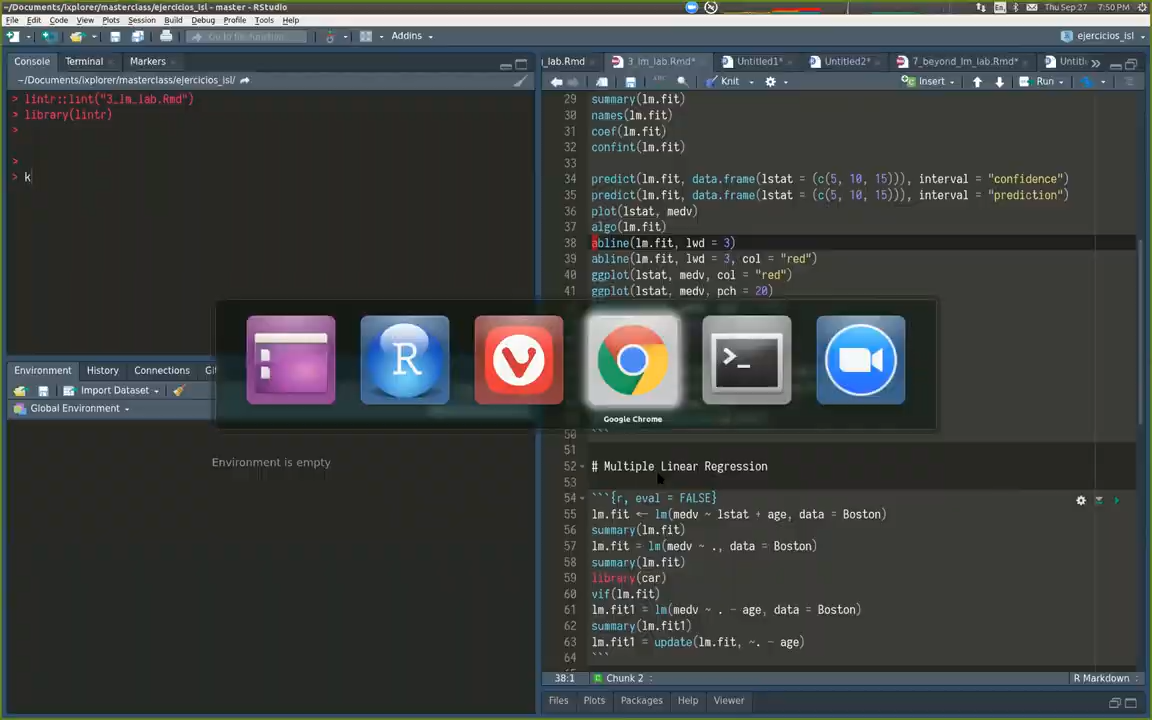 ~/Documents/ixplorer/masterclass/ejercicios_isl - master - RStudio
Thu Sep 27
7:50 PM
File Edit Code View Plots Session Build Debug Profile Tools Help
Go to file/function
Addins
ejercicios_isl
Console Terminal Markers
~/Documents/ixplorer/masterclass/ejercicios_isl/
> lintr::lint("3_lm_lab.Rmd")
> library(lintr)
>
>
> k
Environment History Connections
Import Dataset
Global Environment
Environment is empty
_lab.Rmd 3_lm_lab.Rmd* Untitled1* Untitled2* 7_beyond_lm_lab.Rmd*
Knit Insert Run
29 summary(lm.fit)
30 names(lm.fit)
31 coef(lm.fit)
32 confint(lm.fit)
33
34 predict(lm.fit, data.frame(lstat = (c(5, 10, 15))), interval = "confidence")
35 predict(lm.fit, data.frame(lstat = (c(5, 10, 15))), interval = "prediction")
36 plot(lstat, medv)
37 algo(lm.fit)
38 abline(lm.fit, lwd = 3)
39 abline(lm.fit, lwd = 3, col = "red")
40 ggplot(lstat, medv, col = "red")
41 ggplot(lstat, medv, pch = 20)
Google Chrome
50 ```
51
52 # Multiple Linear Regression
53
54 ```{r, eval = FALSE}
55 lm.fit <- lm(medv ~ lstat + age, data = Boston)
56 summary(lm.fit)
57 lm.fit = lm(medv ~ ., data = Boston)
58 summary(lm.fit)
59 library(car)
60 vif(lm.fit)
61 lm.fit1 = lm(medv ~ . - age, data = Boston)
62 summary(lm.fit1)
63 lm.fit1 = update(lm.fit, ~. - age)
64 ```
38:1 Chunk 2 R Markdown
Files Plots Packages Help Viewer